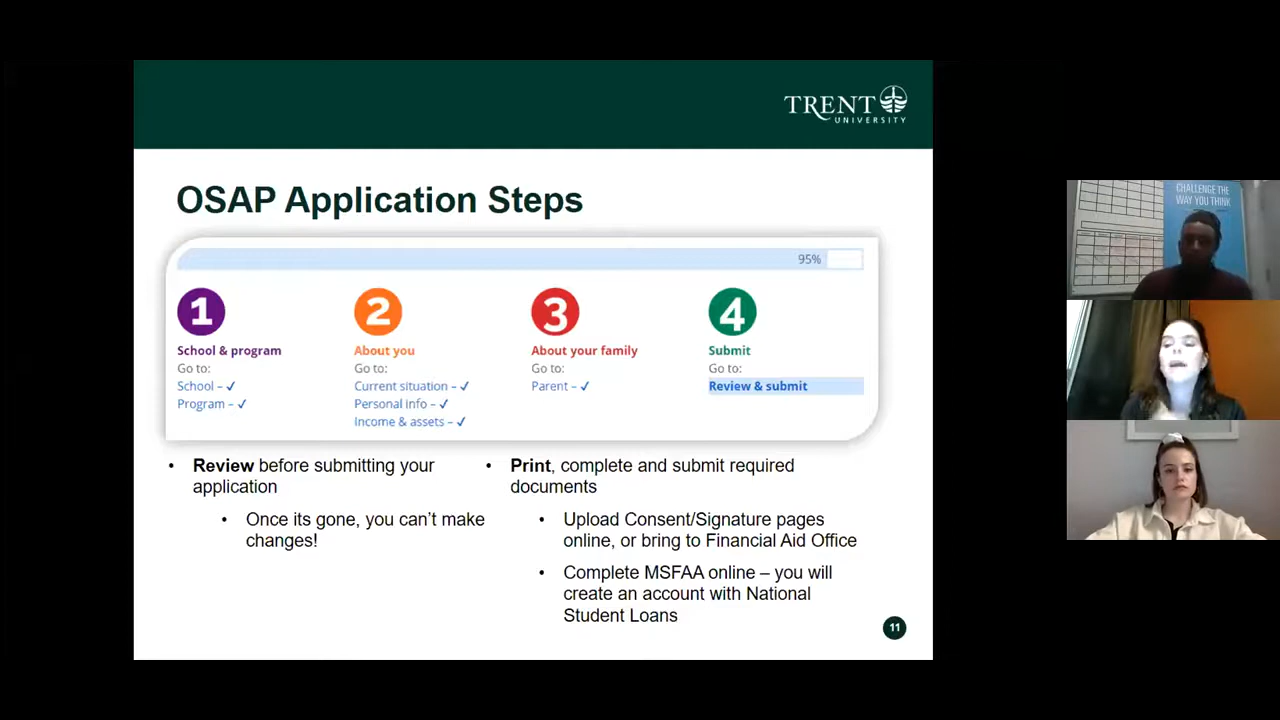 TRENT
UNIVERSITY
OSAP Application Steps
95%
1
School & program
Go to:
School – ✓
Program – ✓
2
About you
Go to:
Current situation – ✓
Personal info – ✓
Income & assets – ✓
3
About your family
Go to:
Parent – ✓
4
Submit
Go to:
Review & submit
• Review before submitting your
application
• Once its gone, you can't make
changes!
• Print, complete and submit required
documents
• Upload Consent/Signature pages
online, or bring to Financial Aid Office
• Complete MSFAA online – you will
create an account with National
Student Loans
11
CHALLENGE THE
WAY YOU THINK